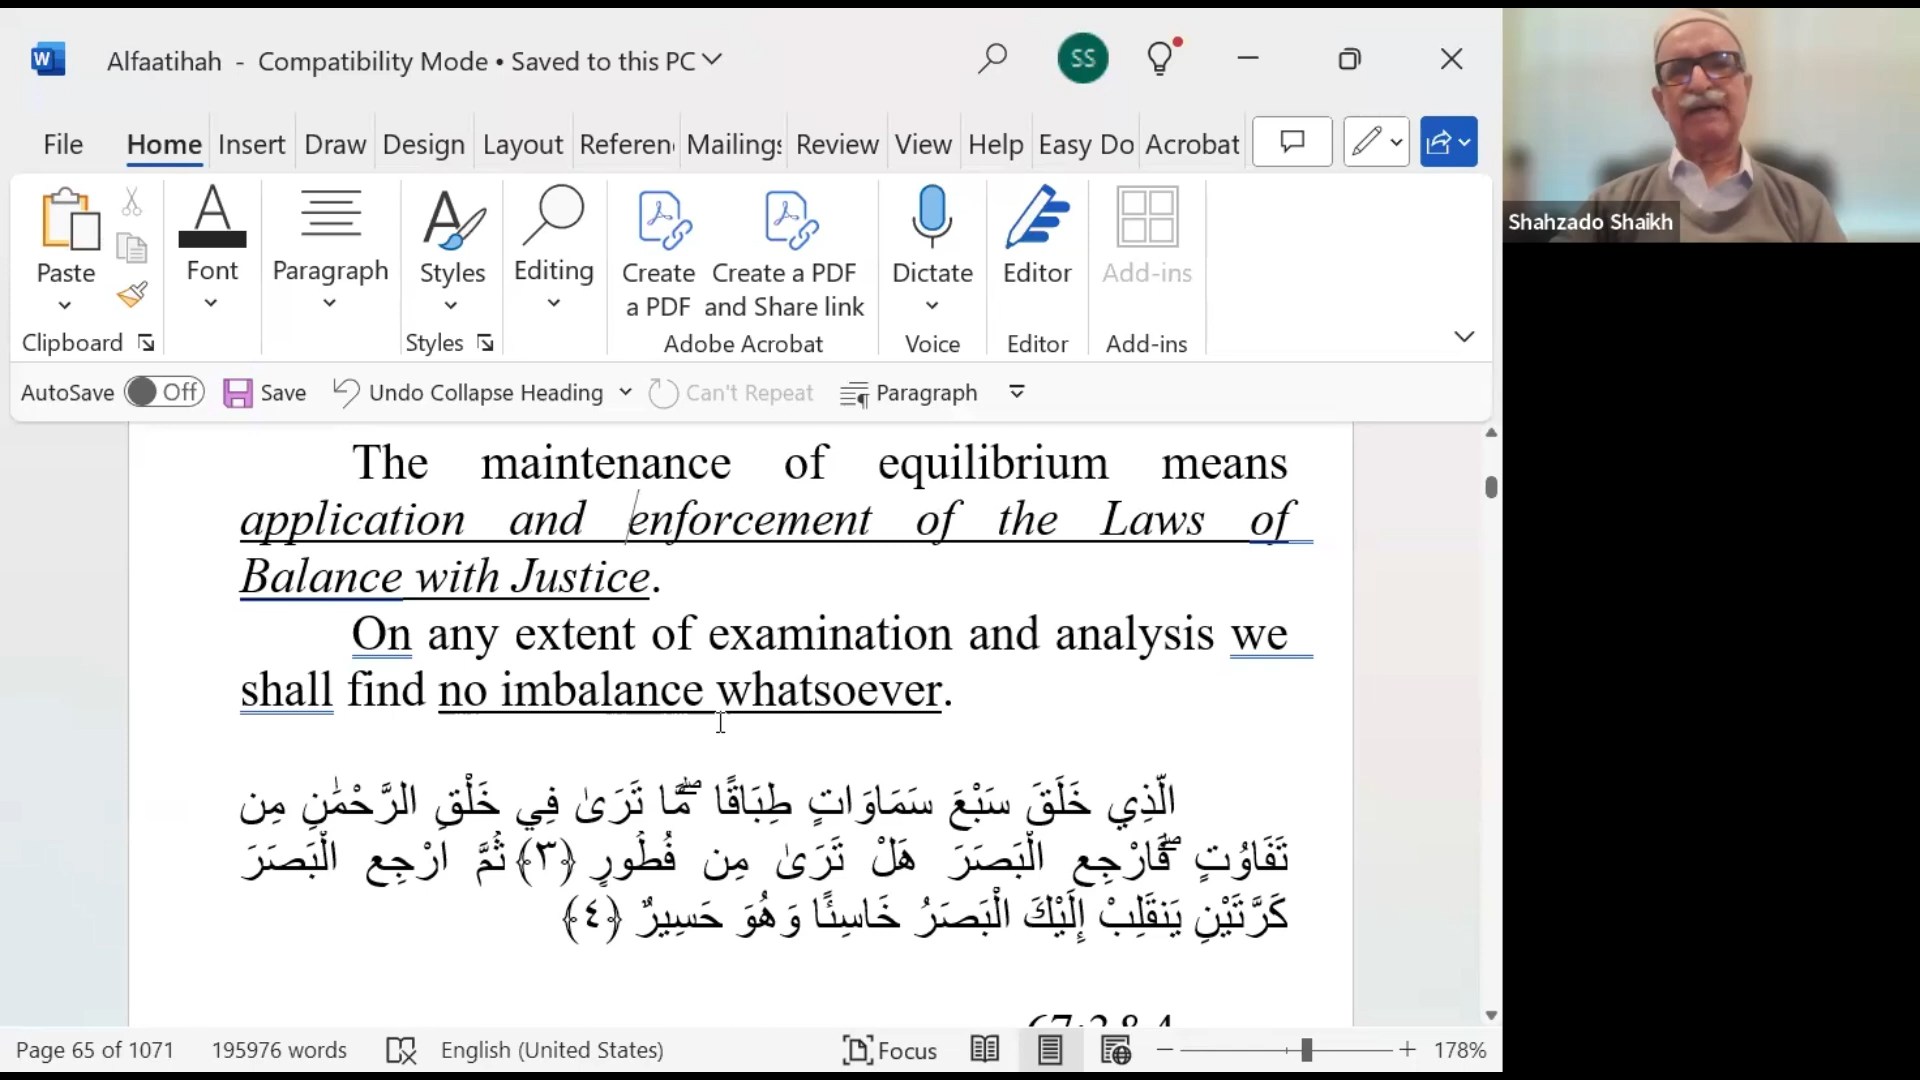 Alfaatihah - Compatibility Mode • Saved to this PC
SS
File Home Insert Draw Design Layout Referen Mailings Review View Help Easy Do Acrobat
Paste
Font
Paragraph
Styles
Editing
Create a PDF
Create a PDF and Share link
Dictate
Editor
Add-ins
Clipboard
Styles
Adobe Acrobat
Voice
Editor
Add-ins
AutoSave Off Save Undo Collapse Heading Can't Repeat Paragraph
The maintenance of equilibrium means
application and enforcement of the Laws of
Balance with Justice.
On any extent of examination and analysis we
shall find no imbalance whatsoever.
الَّذِي خَلَقَ سَبْعَ سَمَاوَاتٍ طِبَاقًا ۖ مَّا تَرَىٰ فِي خَلْقِ الرَّحْمَٰنِ مِن
تَفَاوُتٍ ۖ فَارْجِعِ الْبَصَرَ هَلْ تَرَىٰ مِن فُطُورٍ ﴿٣﴾ ثُمَّ ارْجِعِ الْبَصَرَ
كَرَّتَيْنِ يَنقَلِبْ إِلَيْكَ الْبَصَرُ خَاسِئًا وَهُوَ حَسِيرٌ ﴿٤﴾
Page 65 of 1071 195976 words English (United States) Focus 178%
Shahzado Shaikh